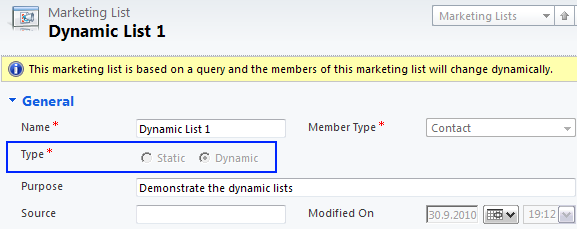 Marketing List
Marketing Lists
Dynamic List 1
This marketing list is based on a query and the members of this marketing list will change dynamically.
General
Name * Dynamic List 1 Member Type * Contact
Type * Static Dynamic
Purpose Demonstrate the dynamic lists
Source Modified On 30.9.2010 19:12